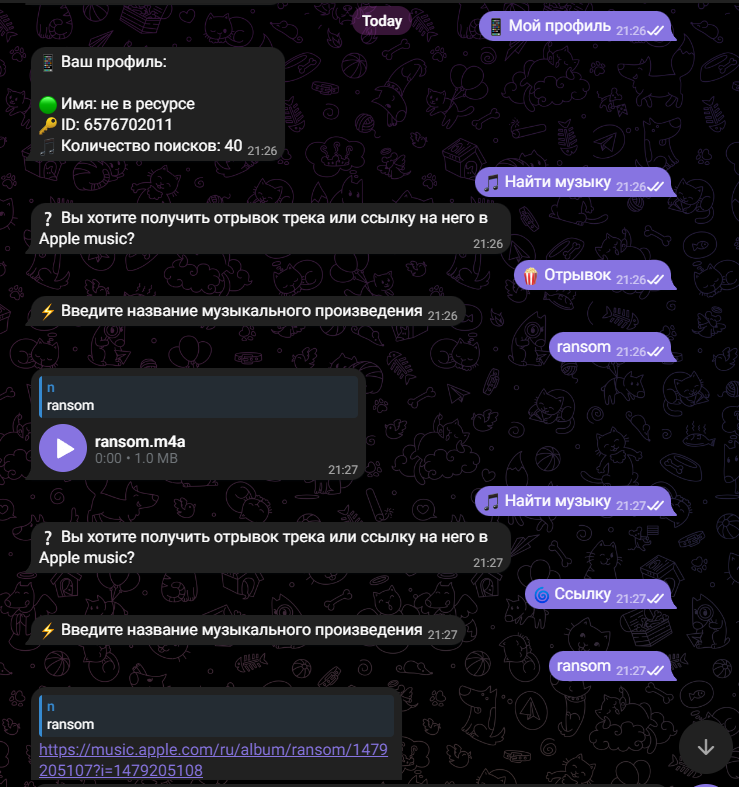 Today
📱 Мой профиль 21:26
📱 Ваш профиль:
🟢 Имя: не в ресурсе
🔑 ID: 6576702011
🎵 Количество поисков: 40 21:26
🎵 Найти музыку 21:26
❔ Вы хотите получить отрывок трека или ссылку на него в
Apple music? 21:26
🍿 Отрывок 21:26
⚡ Введите название музыкального произведения 21:26
ransom 21:26
n
ransom
ransom.m4a
0:00 • 1.0 MB
21:27
🎵 Найти музыку 21:27
❔ Вы хотите получить отрывок трека или ссылку на него в
Apple music? 21:27
🌀 Ссылку 21:27
⚡ Введите название музыкального произведения 21:27
ransom 21:27
n
ransom
https://music.apple.com/ru/album/ransom/1479
205107?i=1479205108